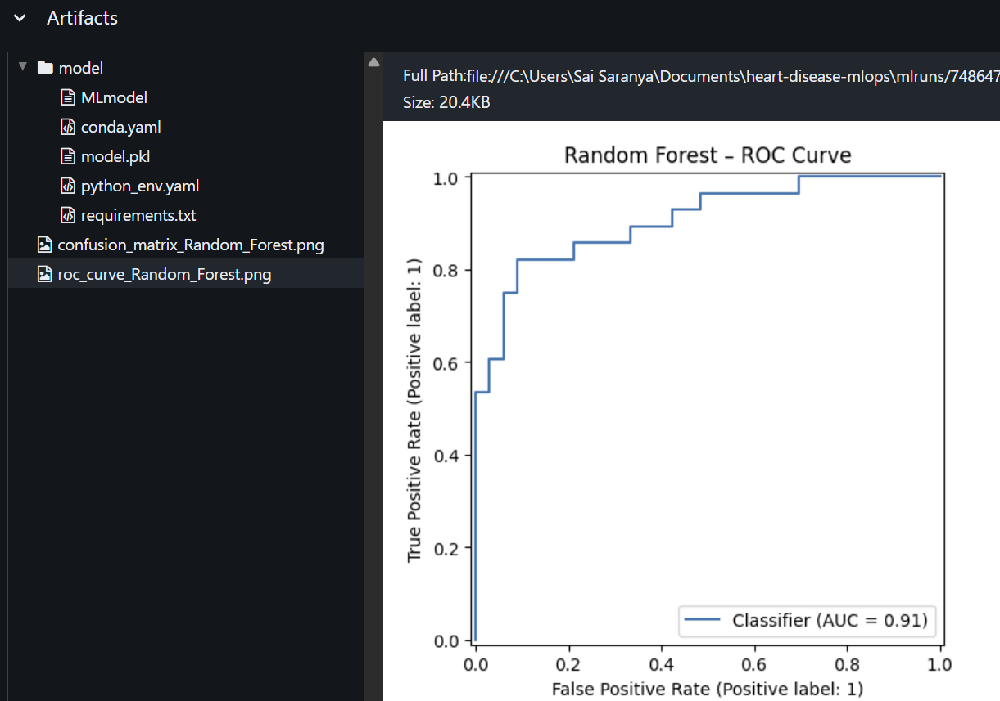 Artifacts
model
MLmodel
conda.yaml
model.pkl
python_env.yaml
requirements.txt
confusion_matrix_Random_Forest.png
roc_curve_Random_Forest.png
Full Path:file:///C:\Users\Sai Saranya\Documents\heart-disease-mlops\mlruns/748647
Size: 20.4KB
Random Forest – ROC Curve
1.0
0.8
0.6
0.4
0.2
0.0
True Positive Rate (Positive label: 1)
Classifier (AUC = 0.91)
0.0 0.2 0.4 0.6 0.8 1.0
False Positive Rate (Positive label: 1)